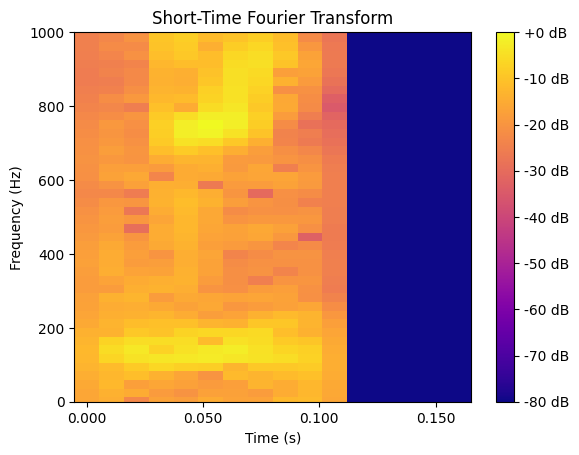 Short-Time Fourier Transform
1000
800
600
400
200
0
Frequency (Hz)
0.000
0.050
0.100
0.150
Time (s)
+0 dB
-10 dB
-20 dB
-30 dB
-40 dB
-50 dB
-60 dB
-70 dB
-80 dB